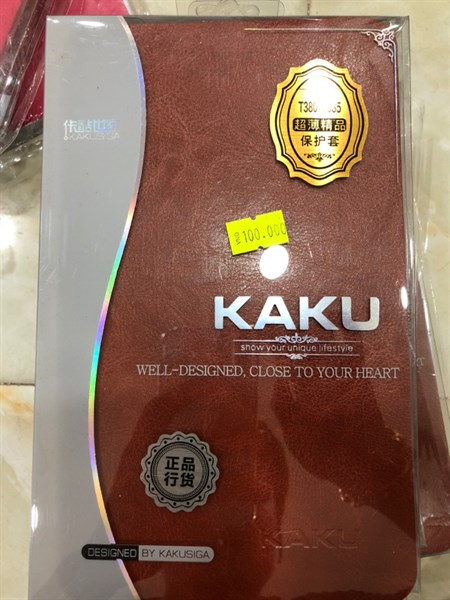 KAKUSIGA
超薄精品
保护套
100.000
KAKU
show your unique lifestyle
WELL-DESIGNED, CLOSE TO YOUR HEART
正品
行货
DESIGNED BY KAKUSIGA
KAKU